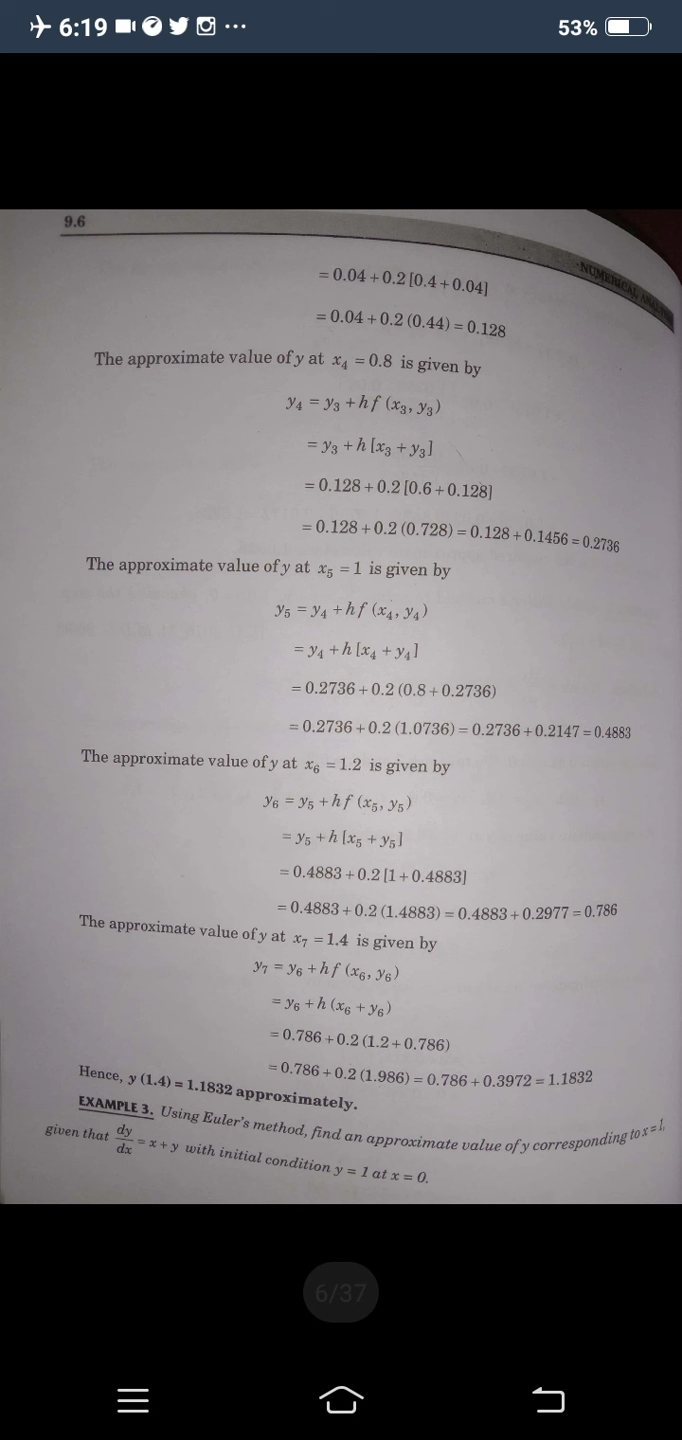 6:19
53%
9.6
NUMERICAL
= 0.04 + 0.2 [0.4 + 0.04]
= 0.04 + 0.2 (0.44) = 0.128
The approximate value of y at x₄ = 0.8 is given by
y₄ = y₃ + h f (x₃, y₃)
= y₃ + h [x₃ + y₃]
= 0.128 + 0.2 [0.6 + 0.128]
= 0.128 + 0.2 (0.728) = 0.128 + 0.1456 = 0.2736
The approximate value of y at x₅ = 1 is given by
y₅ = y₄ + h f (x₄, y₄)
= y₄ + h [x₄ + y₄]
= 0.2736 + 0.2 (0.8 + 0.2736)
= 0.2736 + 0.2 (1.0736) = 0.2736 + 0.2147 = 0.4883
The approximate value of y at x₆ = 1.2 is given by
y₆ = y₅ + h f (x₅, y₅)
= y₅ + h [x₅ + y₅]
= 0.4883 + 0.2 [1 + 0.4883]
= 0.4883 + 0.2 (1.4883) = 0.4883 + 0.2977 = 0.786
The approximate value of y at x₇ = 1.4 is given by
y₇ = y₆ + h f (x₆, y₆)
= y₆ + h (x₆ + y₆)
= 0.786 + 0.2 (1.2 + 0.786)
= 0.786 + 0.2 (1.986) = 0.786 + 0.3972 = 1.1832
Hence, y (1.4) = 1.1832 approximately.
EXAMPLE 3. Using Euler's method, find an approximate value of y corresponding to x = 1,
given that dy/dx = x + y with initial condition y = 1 at x = 0.
6/37